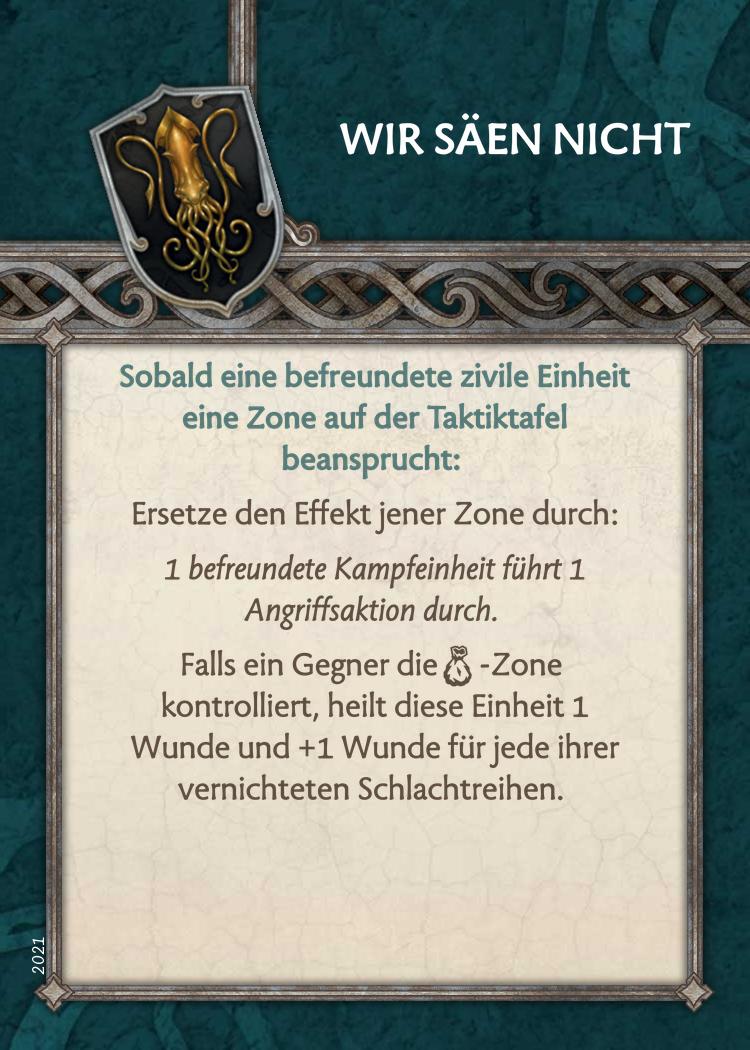 WIR SÄEN NICHT
Sobald eine befreundete zivile Einheit
eine Zone auf der Taktiktafel
beansprucht:
Ersetze den Effekt jener Zone durch:
1 befreundete Kampfeinheit führt 1
Angriffsaktion durch.
Falls ein Gegner die -Zone
kontrolliert, heilt diese Einheit 1
Wunde und +1 Wunde für jede ihrer
vernichteten Schlachtreihen.
2021